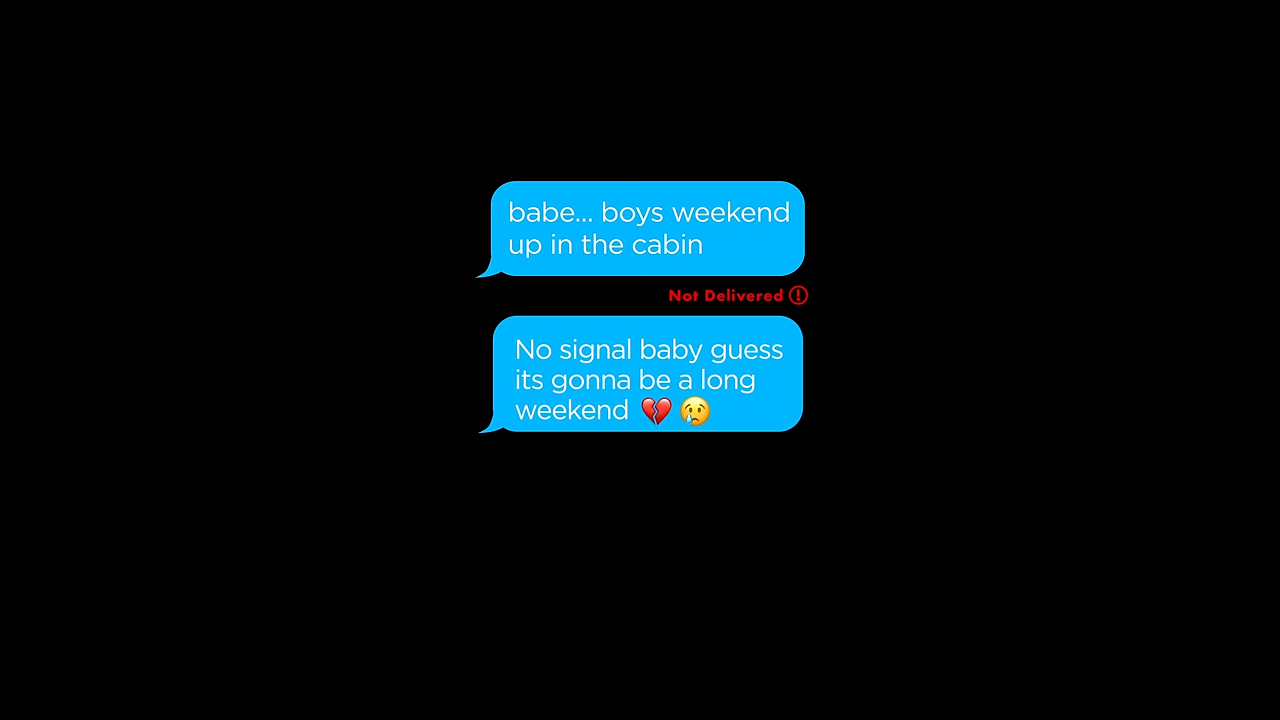 babe... boys weekend
up in the cabin
Not Delivered
No signal baby guess
its gonna be a long
weekend 💔 😢